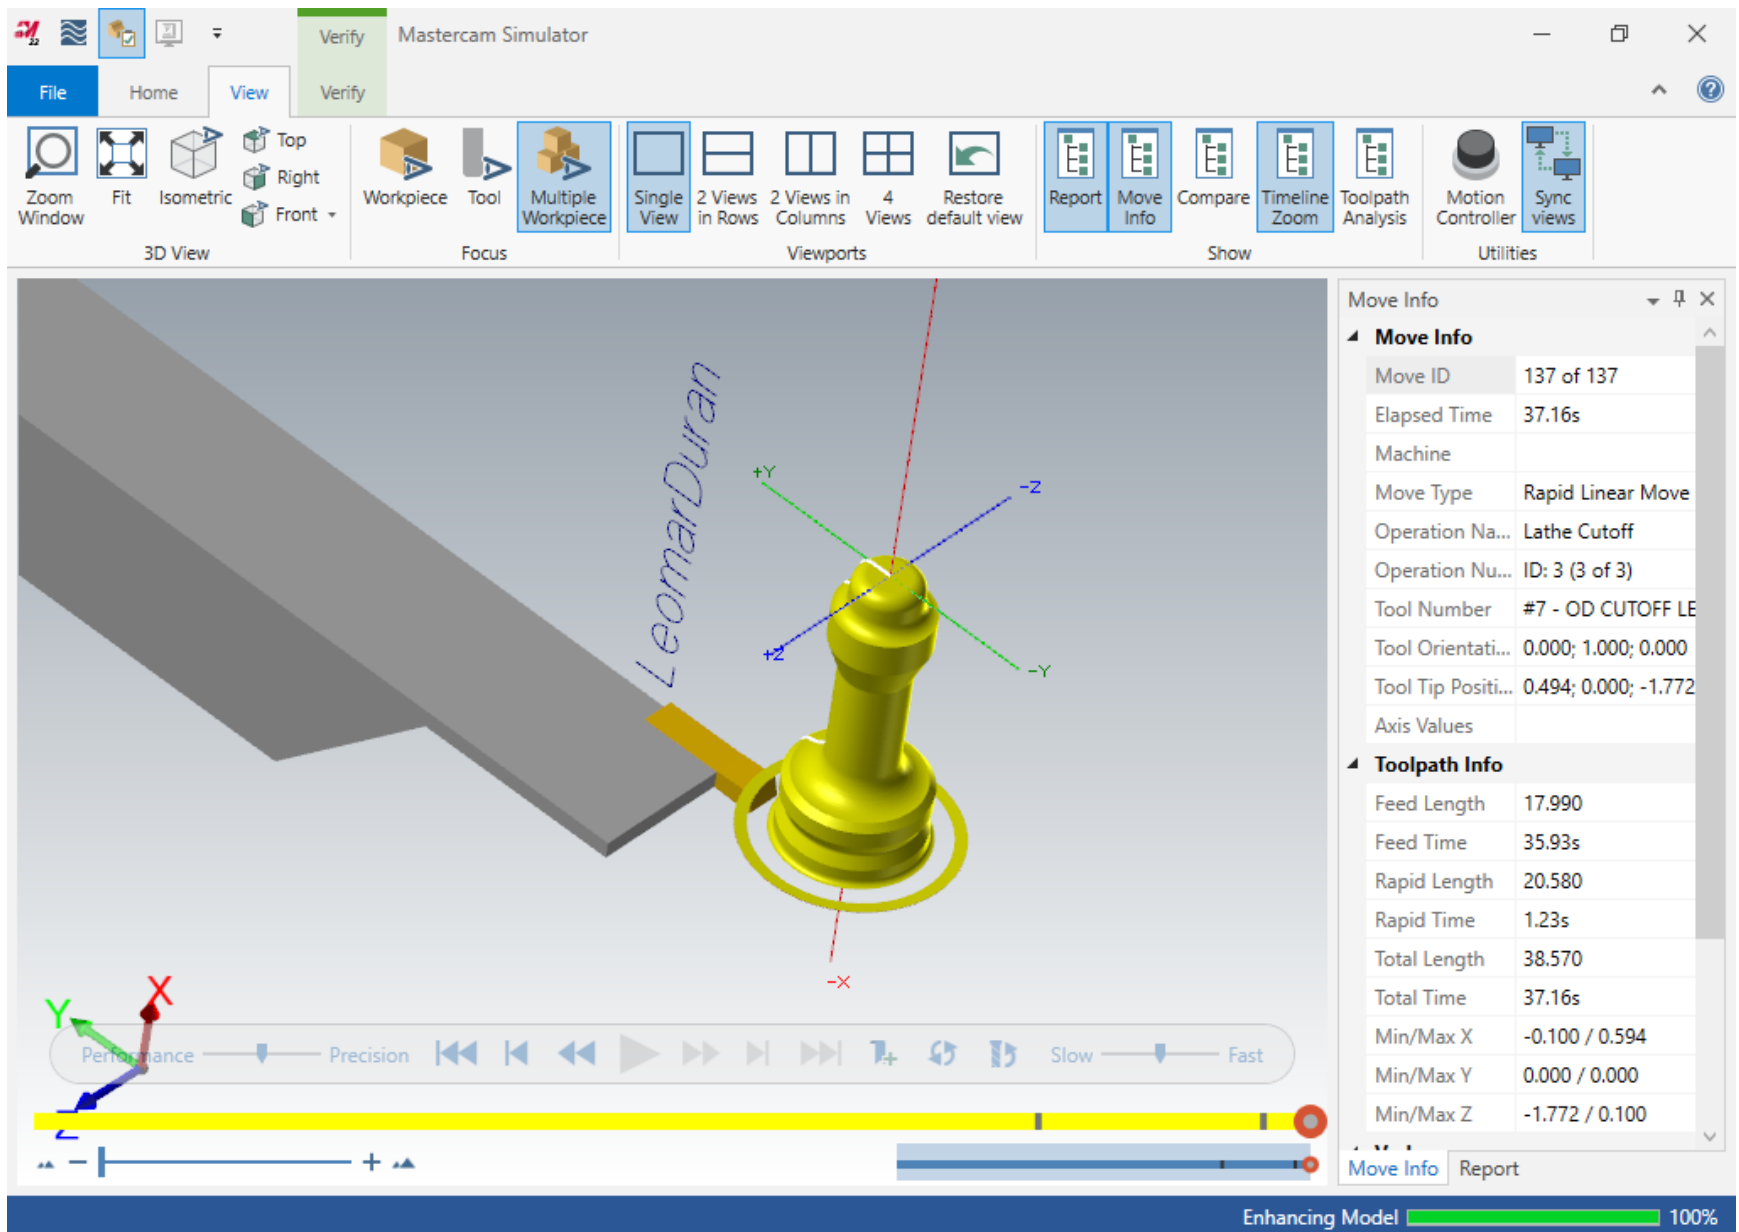 22
Verify
Mastercam Simulator
File
Home
View
Verify
Zoom Window
Fit
Isometric
Top
Right
Front
3D View
Workpiece
Tool
Multiple Workpiece
Focus
Single View
2 Views in Rows
2 Views in Columns
4 Views
Restore default view
Viewports
Report
Move Info
Compare
Timeline Zoom
Toolpath Analysis
Show
Motion Controller
Sync views
Utilities
LeomarDuran
+Y
-Z
+Z
-Y
-X
X
Y
Z
Performance
Precision
Slow
Fast
Move Info
Move Info
Move ID 137 of 137
Elapsed Time 37.16s
Machine
Move Type Rapid Linear Move
Operation Na... Lathe Cutoff
Operation Nu... ID: 3 (3 of 3)
Tool Number #7 - OD CUTOFF LE
Tool Orientati... 0.000; 1.000; 0.000
Tool Tip Positi... 0.494; 0.000; -1.772
Axis Values
Toolpath Info
Feed Length 17.990
Feed Time 35.93s
Rapid Length 20.580
Rapid Time 1.23s
Total Length 38.570
Total Time 37.16s
Min/Max X -0.100 / 0.594
Min/Max Y 0.000 / 0.000
Min/Max Z -1.772 / 0.100
Move Info
Report
Enhancing Model
100%